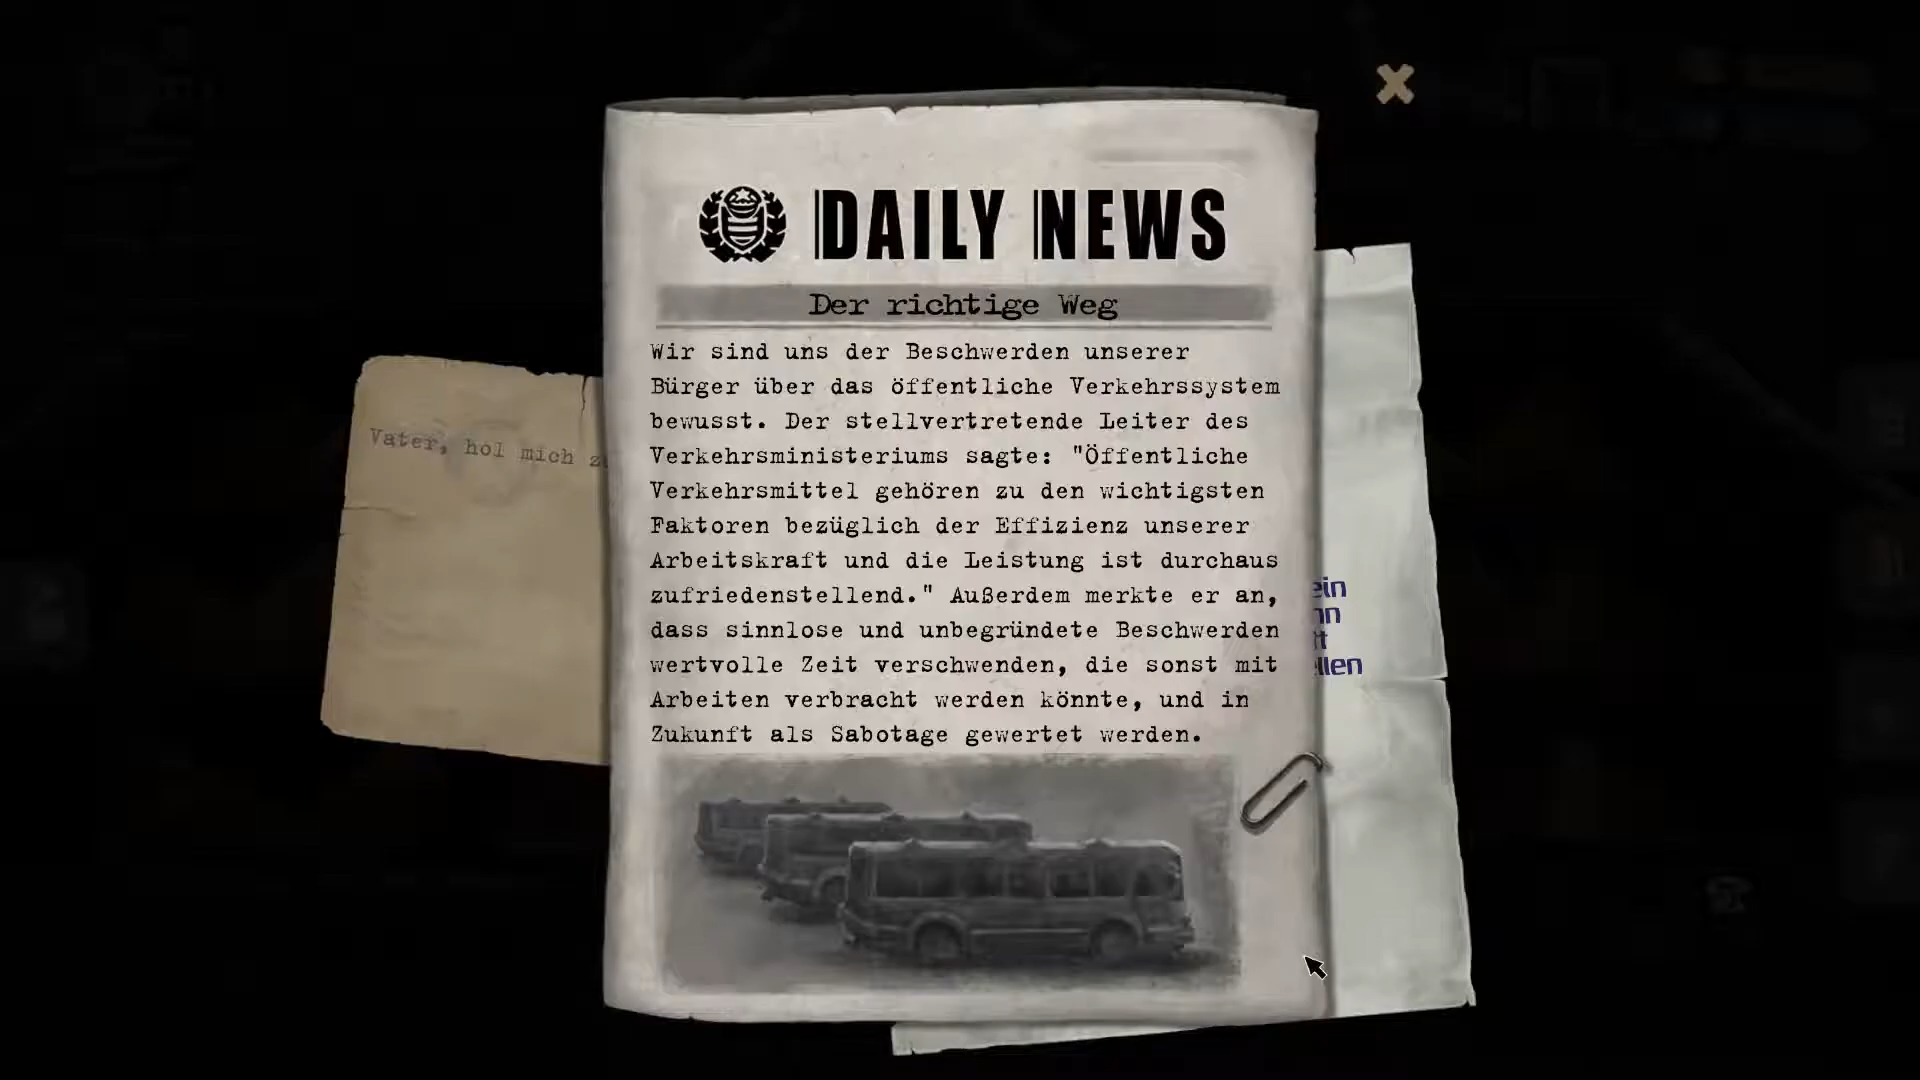 DAILY NEWS
Der richtige Weg
Wir sind uns der Beschwerden unserer
Bürger über das öffentliche Verkehrssystem
bewusst. Der stellvertretende Leiter des
Verkehrsministeriums sagte: "Öffentliche
Verkehrsmittel gehören zu den wichtigsten
Faktoren bezüglich der Effizienz unserer
Arbeitskraft und die Leistung ist durchaus
zufriedenstellend." Außerdem merkte er an,
dass sinnlose und unbegründete Beschwerden
wertvolle Zeit verschwenden, die sonst mit
Arbeiten verbracht werden könnte, und in
Zukunft als Sabotage gewertet werden.
Vater, hol mich